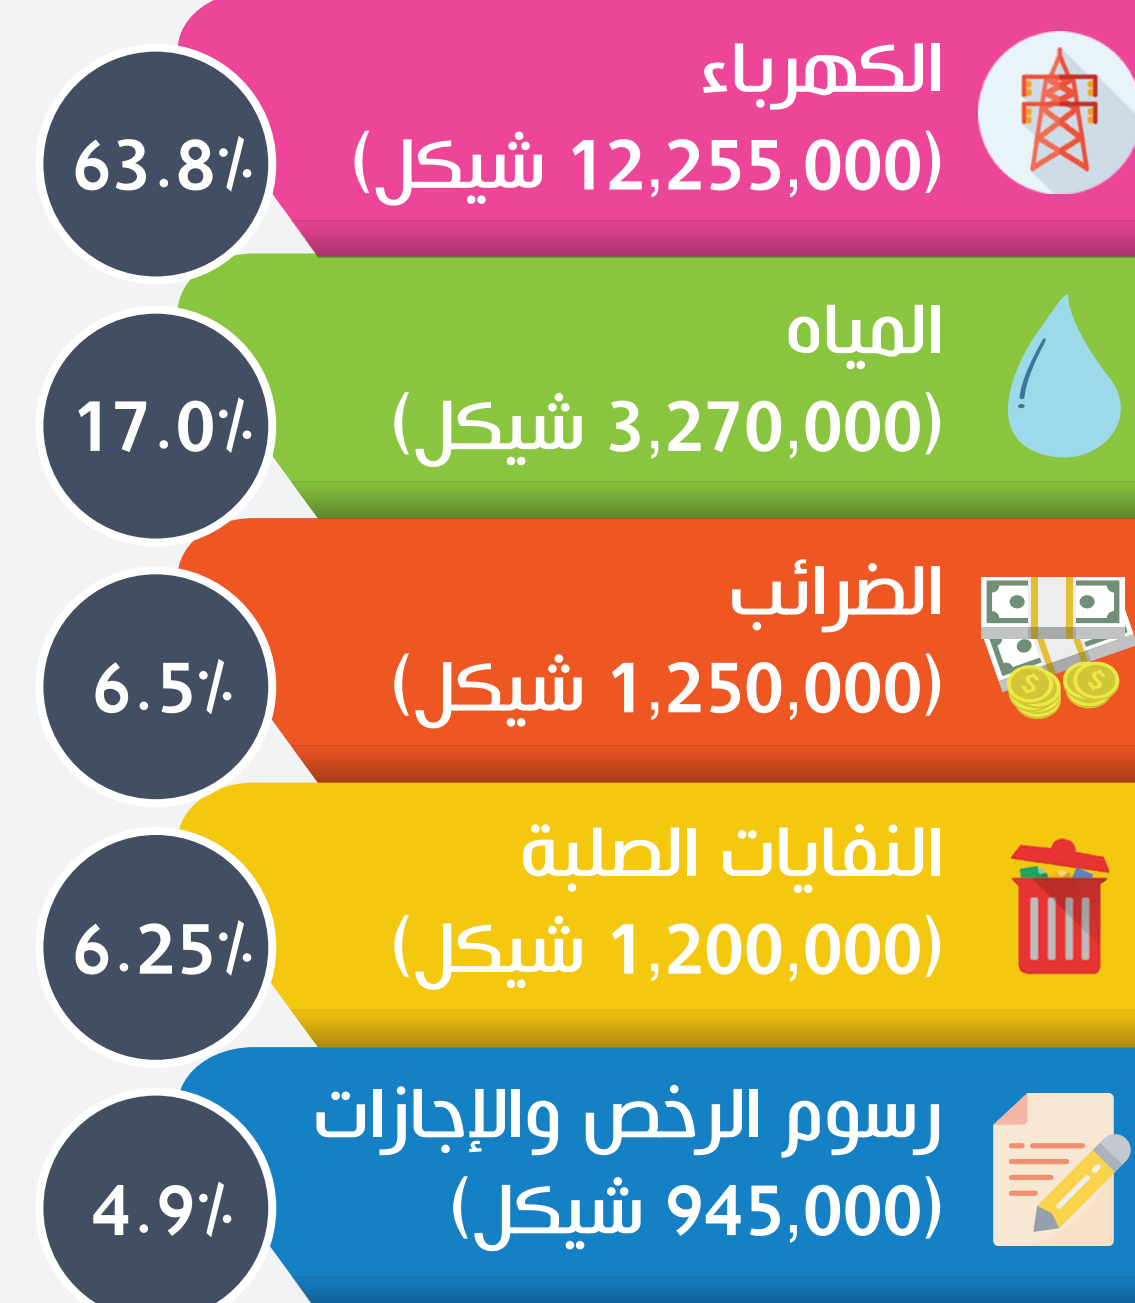 الكهرباء
(12,255,000 شيكل)
63.8٪
المياه
(3,270,000 شيكل)
17.0٪
الضرائب
(1,250,000 شيكل)
6.5٪
النفايات الصلبة
(1,200,000 شيكل)
6.25٪
رسوم الرخص والإجازات
(945,000 شيكل)
4.9٪